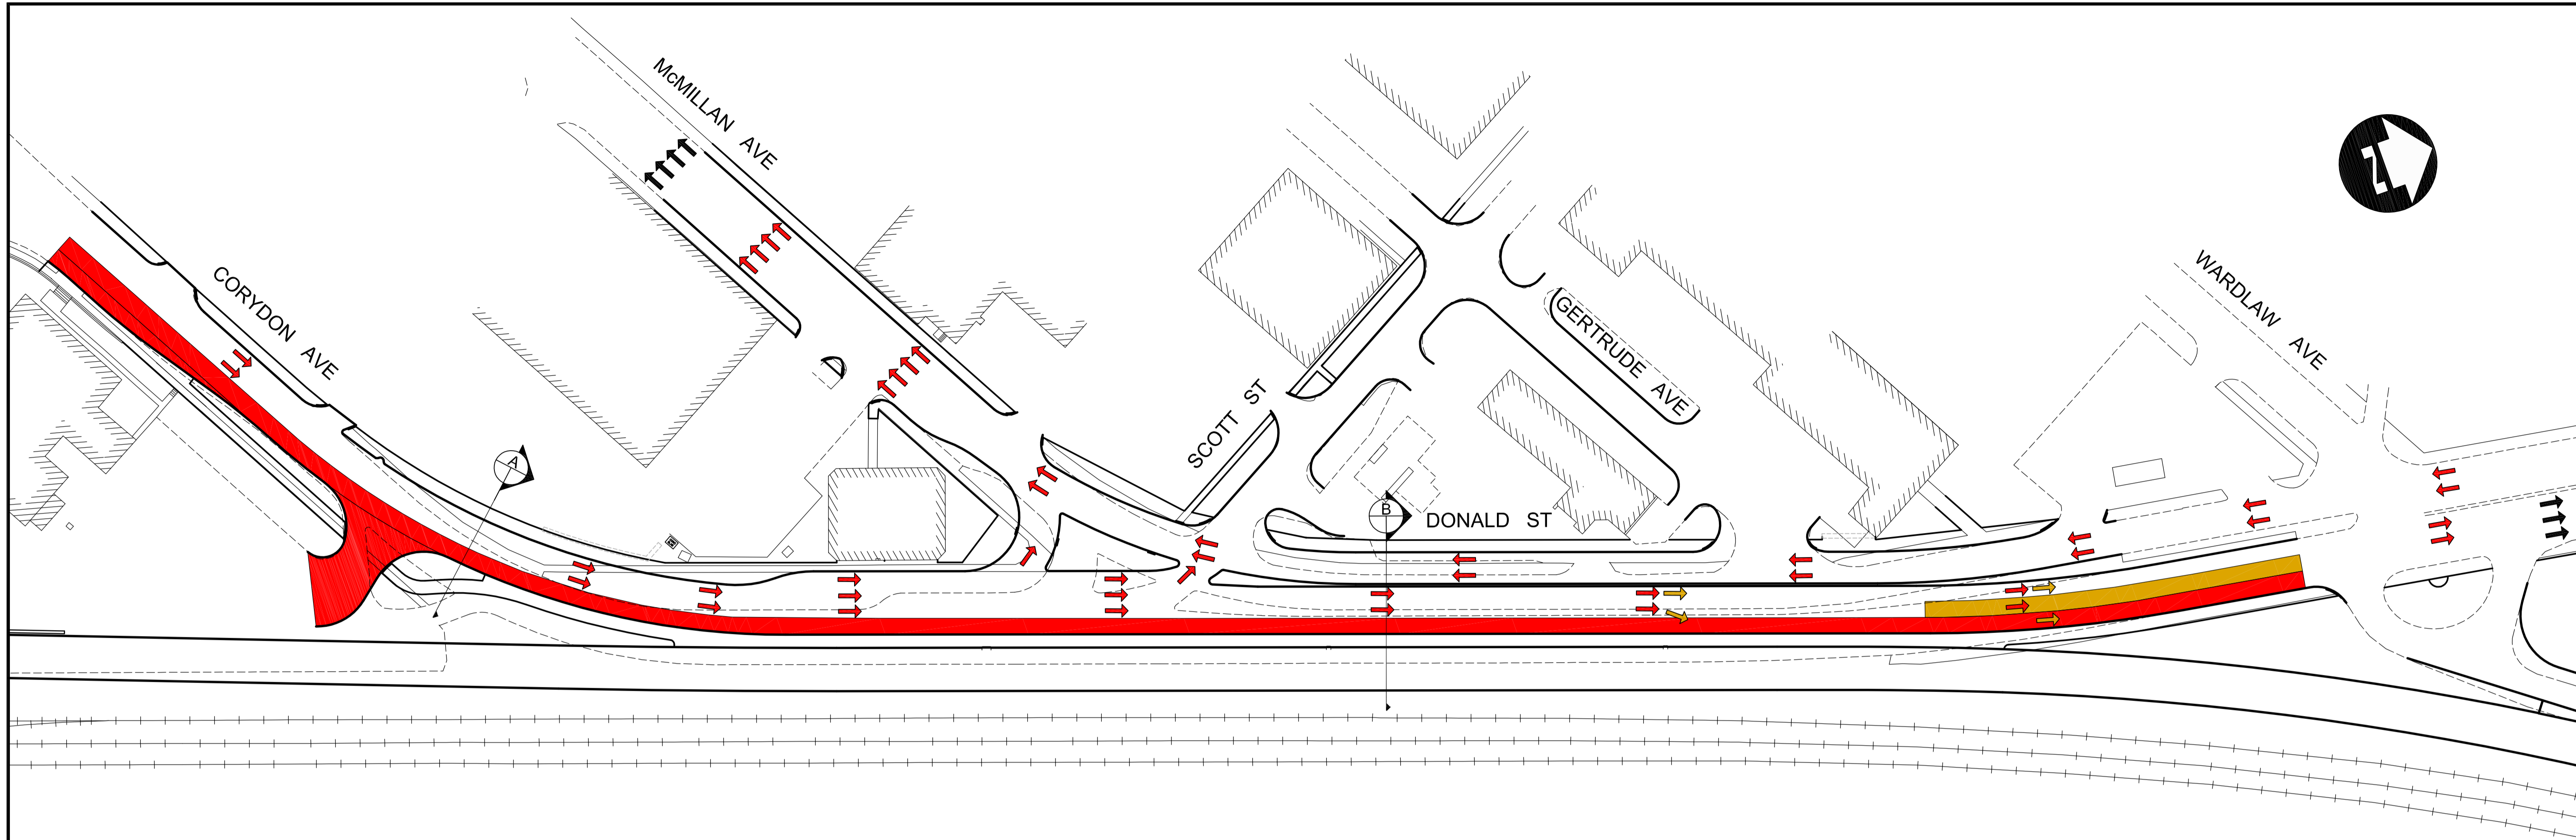 McMILLAN AVE
CORYDON AVE
A
SCOTT ST
GERTRUDE AVE
WARDLAW AVE
B
DONALD ST
N